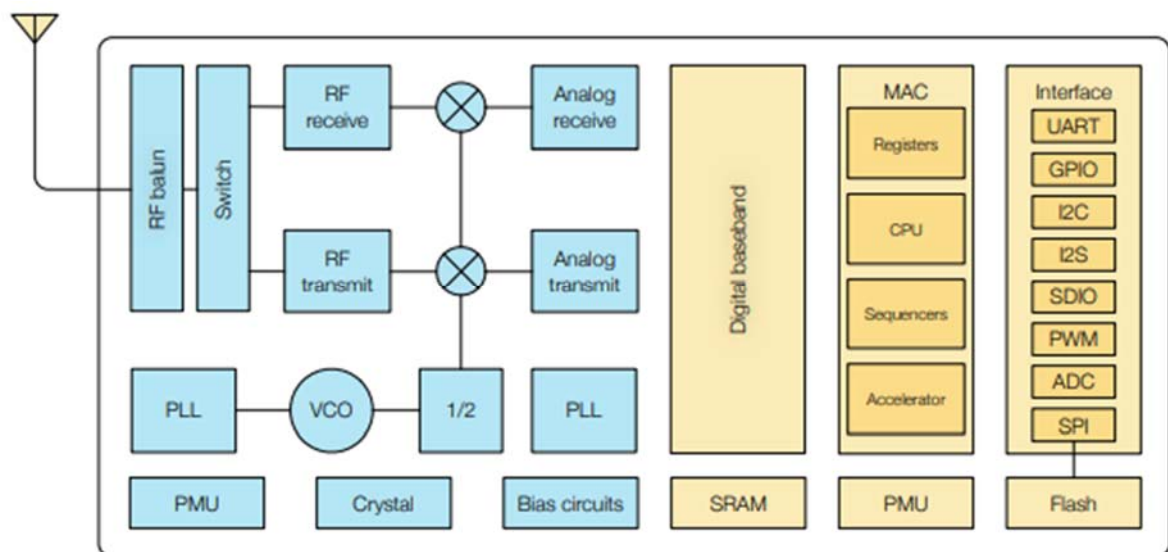 RF balun
Switch
RF
receive
Analog
receive
RF
transmit
Analog
transmit
PLL
VCO
1/2
PLL
PMU
Crystal
Bias circuits
Digital baseband
SRAM
MAC
Registers
CPU
Sequencers
Accelerator
PMU
Interface
UART
GPIO
I2C
I2S
SDIO
PWM
ADC
SPI
Flash